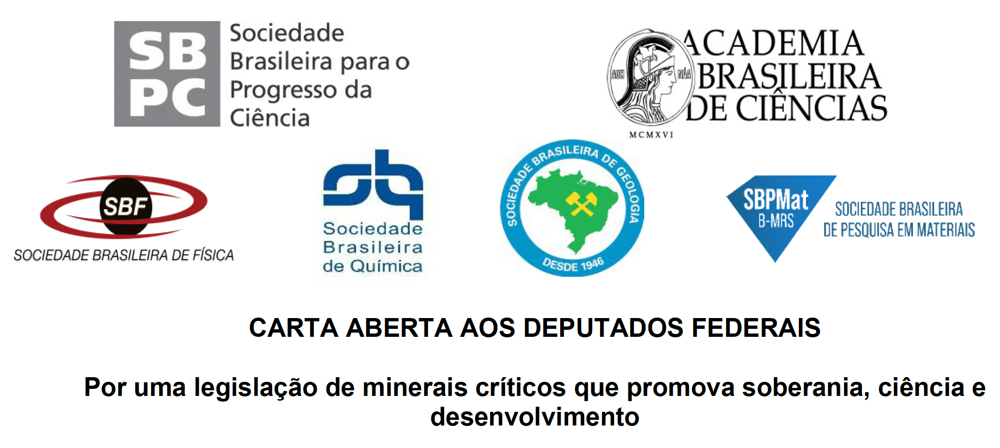 SB
PC
Sociedade
Brasileira para o
Progresso da
Ciência
ACADEMIA
BRASILEIRA
DE CIÊNCIAS
MCMXVI
SBF
SOCIEDADE BRASILEIRA DE FÍSICA
sbq
Sociedade
Brasileira
de Química
SOCIEDADE BRASILEIRA DE GEOLOGIA
DESDE 1946
SBPMat
B-MRS
SOCIEDADE BRASILEIRA
DE PESQUISA EM MATERIAIS
CARTA ABERTA AOS DEPUTADOS FEDERAIS
Por uma legislação de minerais críticos que promova soberania, ciência e
desenvolvimento